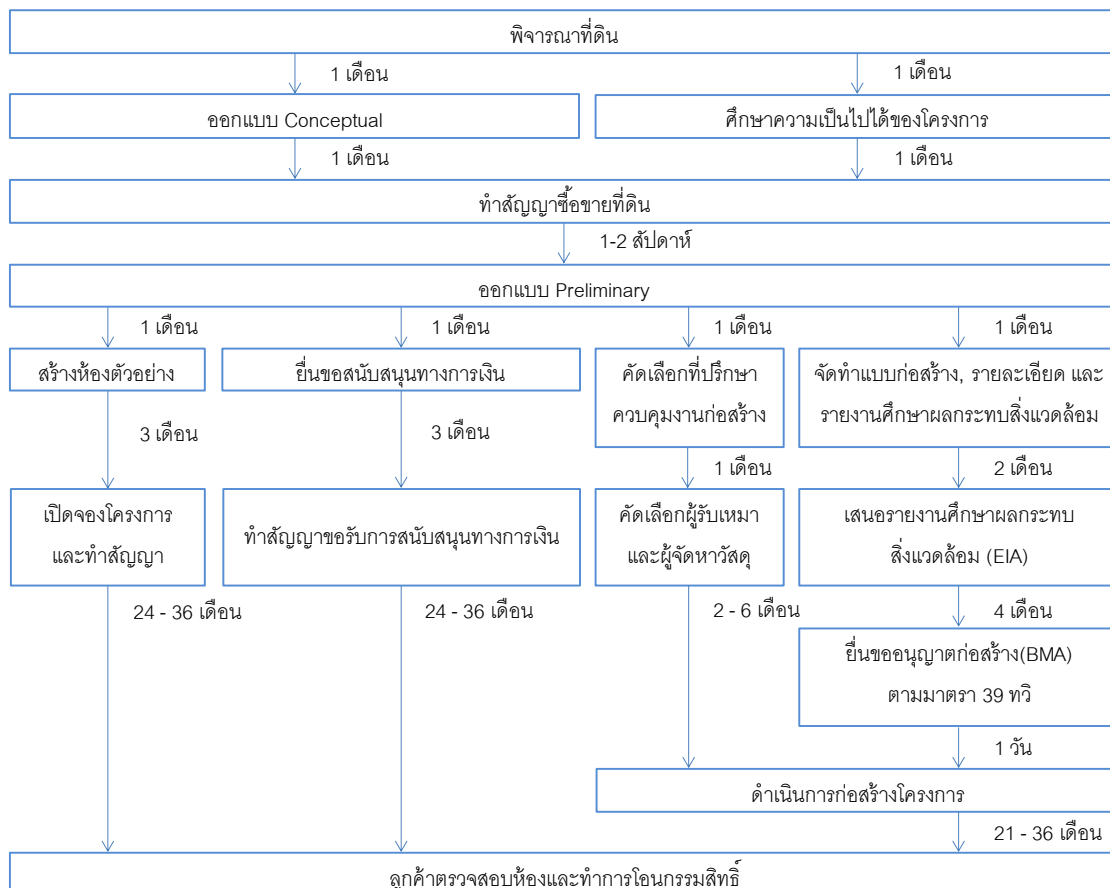 พิจารณาที่ดิน
1 เดือน
1 เดือน
ออกแบบ Conceptual
ศึกษาความเป็นไปได้ของโครงการ
1 เดือน
1 เดือน
ทำสัญญาซื้อขายที่ดิน
1-2 สัปดาห์
ออกแบบ Preliminary
1 เดือน
1 เดือน
1 เดือน
1 เดือน
สร้างห้องตัวอย่าง
ยื่นขอสนับสนุนทางการเงิน
คัดเลือกที่ปรึกษา
ควบคุมงานก่อสร้าง
จัดทำแบบก่อสร้าง, รายละเอียด และ
รายงานศึกษาผลกระทบสิ่งแวดล้อม
3 เดือน
3 เดือน
1 เดือน
2 เดือน
เปิดจองโครงการ
และทำสัญญา
ทำสัญญาขอรับการสนับสนุนทางการเงิน
คัดเลือกผู้รับเหมา
และผู้จัดหาวัสดุ
เสนอรายงานศึกษาผลกระทบ
สิ่งแวดล้อม (EIA)
24 - 36 เดือน
24 - 36 เดือน
2 - 6 เดือน
4 เดือน
ยื่นขออนุญาตก่อสร้าง(BMA)
ตามมาตรา 39 ทวิ
1 วัน
ดำเนินการก่อสร้างโครงการ
21 - 36 เดือน
ลูกค้าตรวจสอบห้องและทำการโอนกรรมสิทธิ์